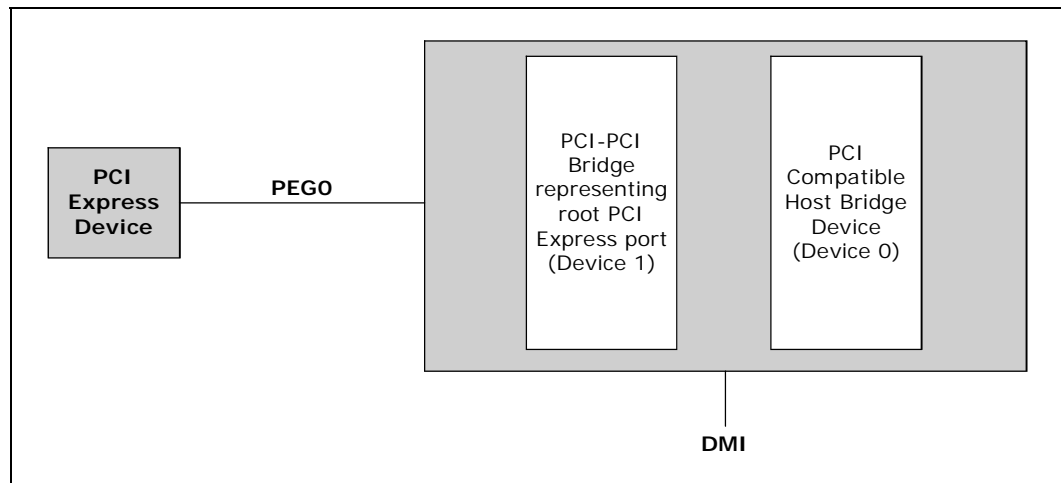 PCI
Express
Device
PEG0
PCI-PCI
Bridge
representing
root PCI
Express port
(Device 1)
PCI
Compatible
Host Bridge
Device
(Device 0)
DMI